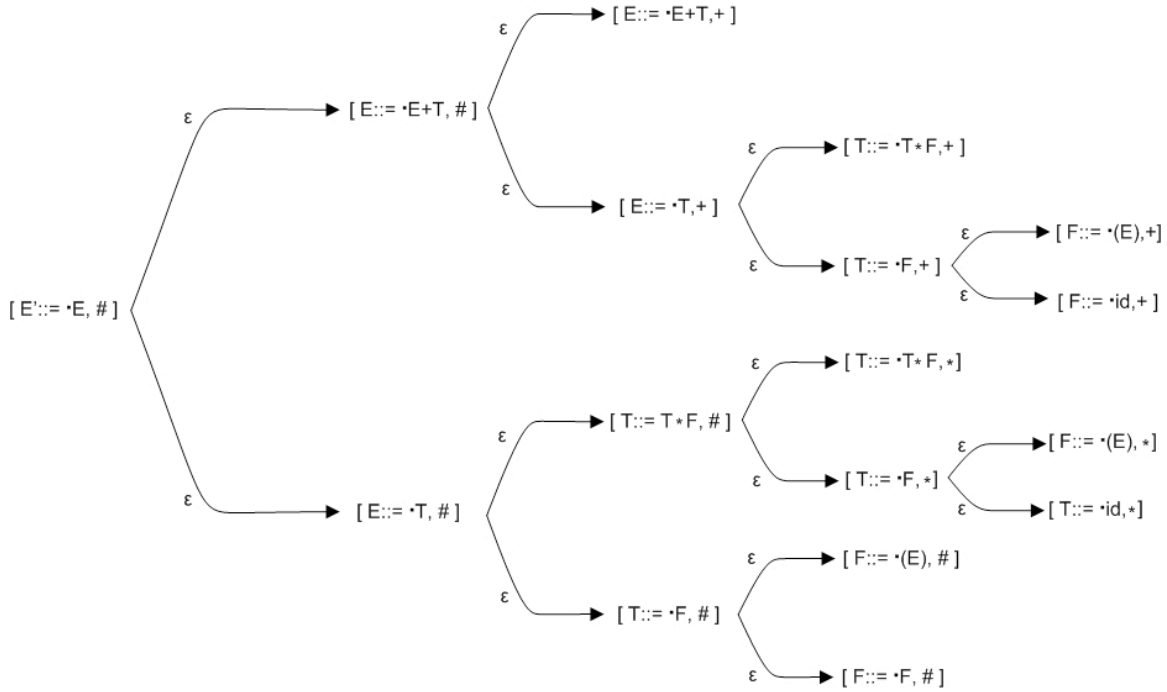 ε
[ E::= •E+T,+ ]
ε
[ E::= •E+T, # ]
ε
[ T::= •T*F,+ ]
ε
[ E::= •T,+ ]
ε
[ F::= •(E),+]
ε
[ T::= •F,+ ]
ε
[ F::= •id,+ ]
[ E'::= •E, # ]
ε
[ T::= •T*F,*]
ε
[ T::= T*F, # ]
ε
[ F::= •(E), *]
ε
[ T::= •F,*]
ε
[ T::= •id,*]
ε
[ E::= •T, # ]
ε
[ F::= •(E), # ]
ε
[ T::= •F, # ]
ε
[ F::= •F, # ]